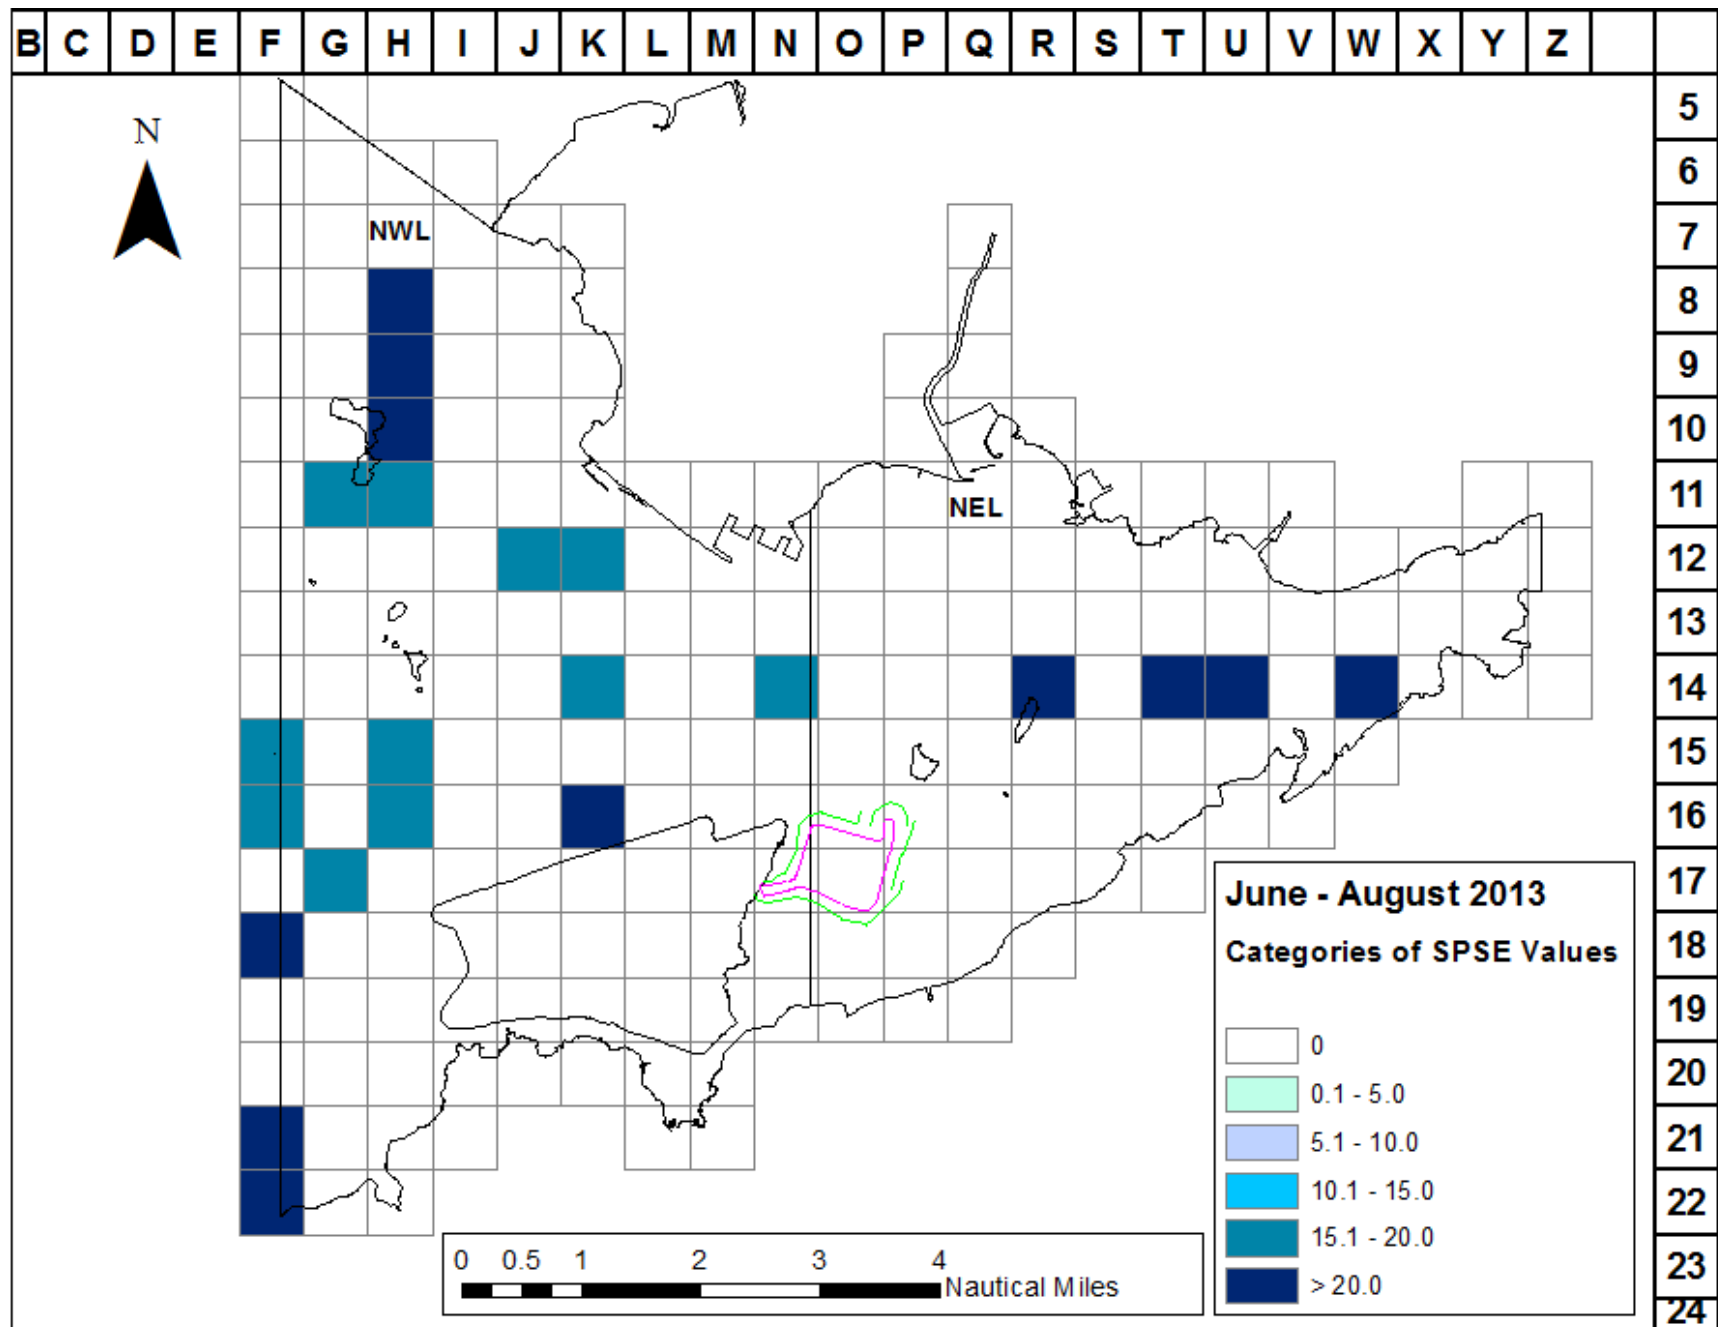 B C D E F G H I J K L M N O P Q R S T U V W X Y Z
N
5
6
NWL
7
8
9
10
11
NEL
12
13
14
15
16
17
June - August 2013
Categories of SPSE Values
18
19
0
20
0.1 - 5.0
5.1 - 10.0
21
10.1 - 15.0
22
15.1 - 20.0
0 0.5 1 2 3 4
23
Nautical Miles
> 20.0
24